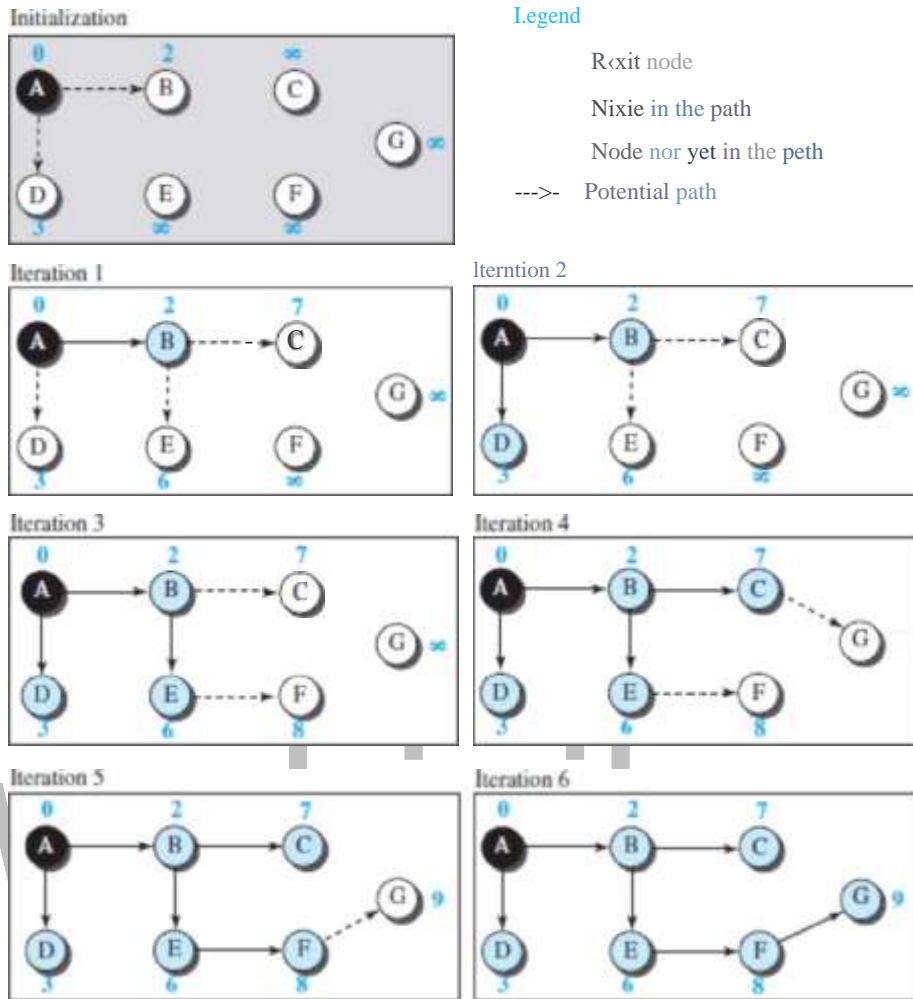 Initialization
I.egend
0 2 ∞
A B C
R‹xit node
Nixie in the path
G ∞
Node nor yet in the peth
D E F
--->- Potential path
3 ∞ ∞
Iteration 1
lterntion 2
0 2 7
A B C
G ∞
D E F
3 6 ∞
0 2 7
A B C
G ∞
D E F
3 6 ∞
Iteration 3
Iteration 4
0 2 7
A B C
G ∞
D E F
3 6 8
0 2 7
A B C
G
D E F
3 6 8
Iteration 5
Iteration 6
0 2 7
A B C
G 9
D E F
3 6 8
0 2 7
A B C
G 9
D E F
3 6 8